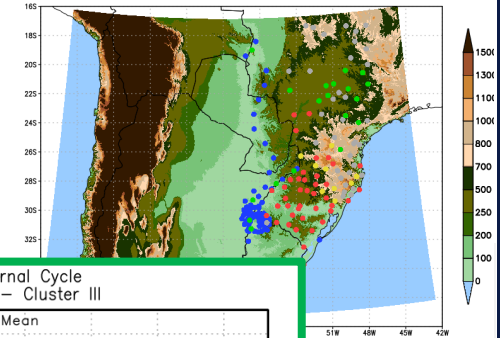 16S
18S
20S
22S
24S
26S
28S
30S
32S
51W 48W 45W 42W
1500
1300
1100
1000
800
700
500
250
200
100
0
rnal Cycle
– Cluster III
Mean